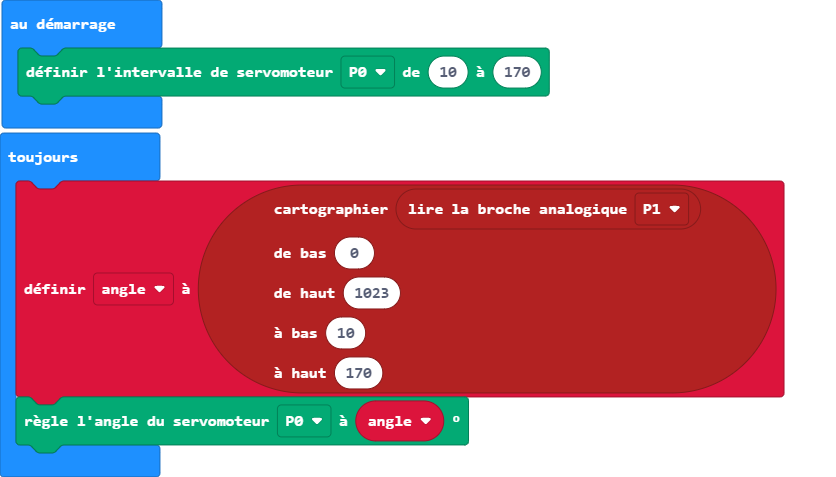 au démarrage
définir l'intervalle de servomoteur P0 de 10 à 170
toujours
cartographier lire la broche analogique P1
de bas 0
de haut 1023
définir angle à
à bas 10
à haut 170
règle l'angle du servomoteur P0 à angle °